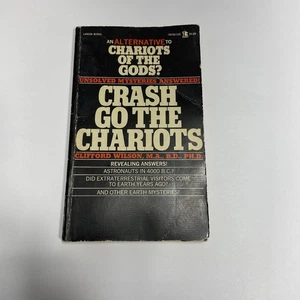 AN ALTERNATIVE TO
CHARIOTS
OF THE
GODS?
UNSOLVED MYSTERIES ANSWERED!
CRASH
GO THE
CHARIOTS
CLIFFORD WILSON, M.A., B.D., PH.D.
REVEALING ANSWERS!
ASTRONAUTS IN 4000 B.C.?
DID EXTRATERRESTRIAL VISITORS COME
TO EARTH YEARS AGO?
AND OTHER EARTH MYSTERIES!